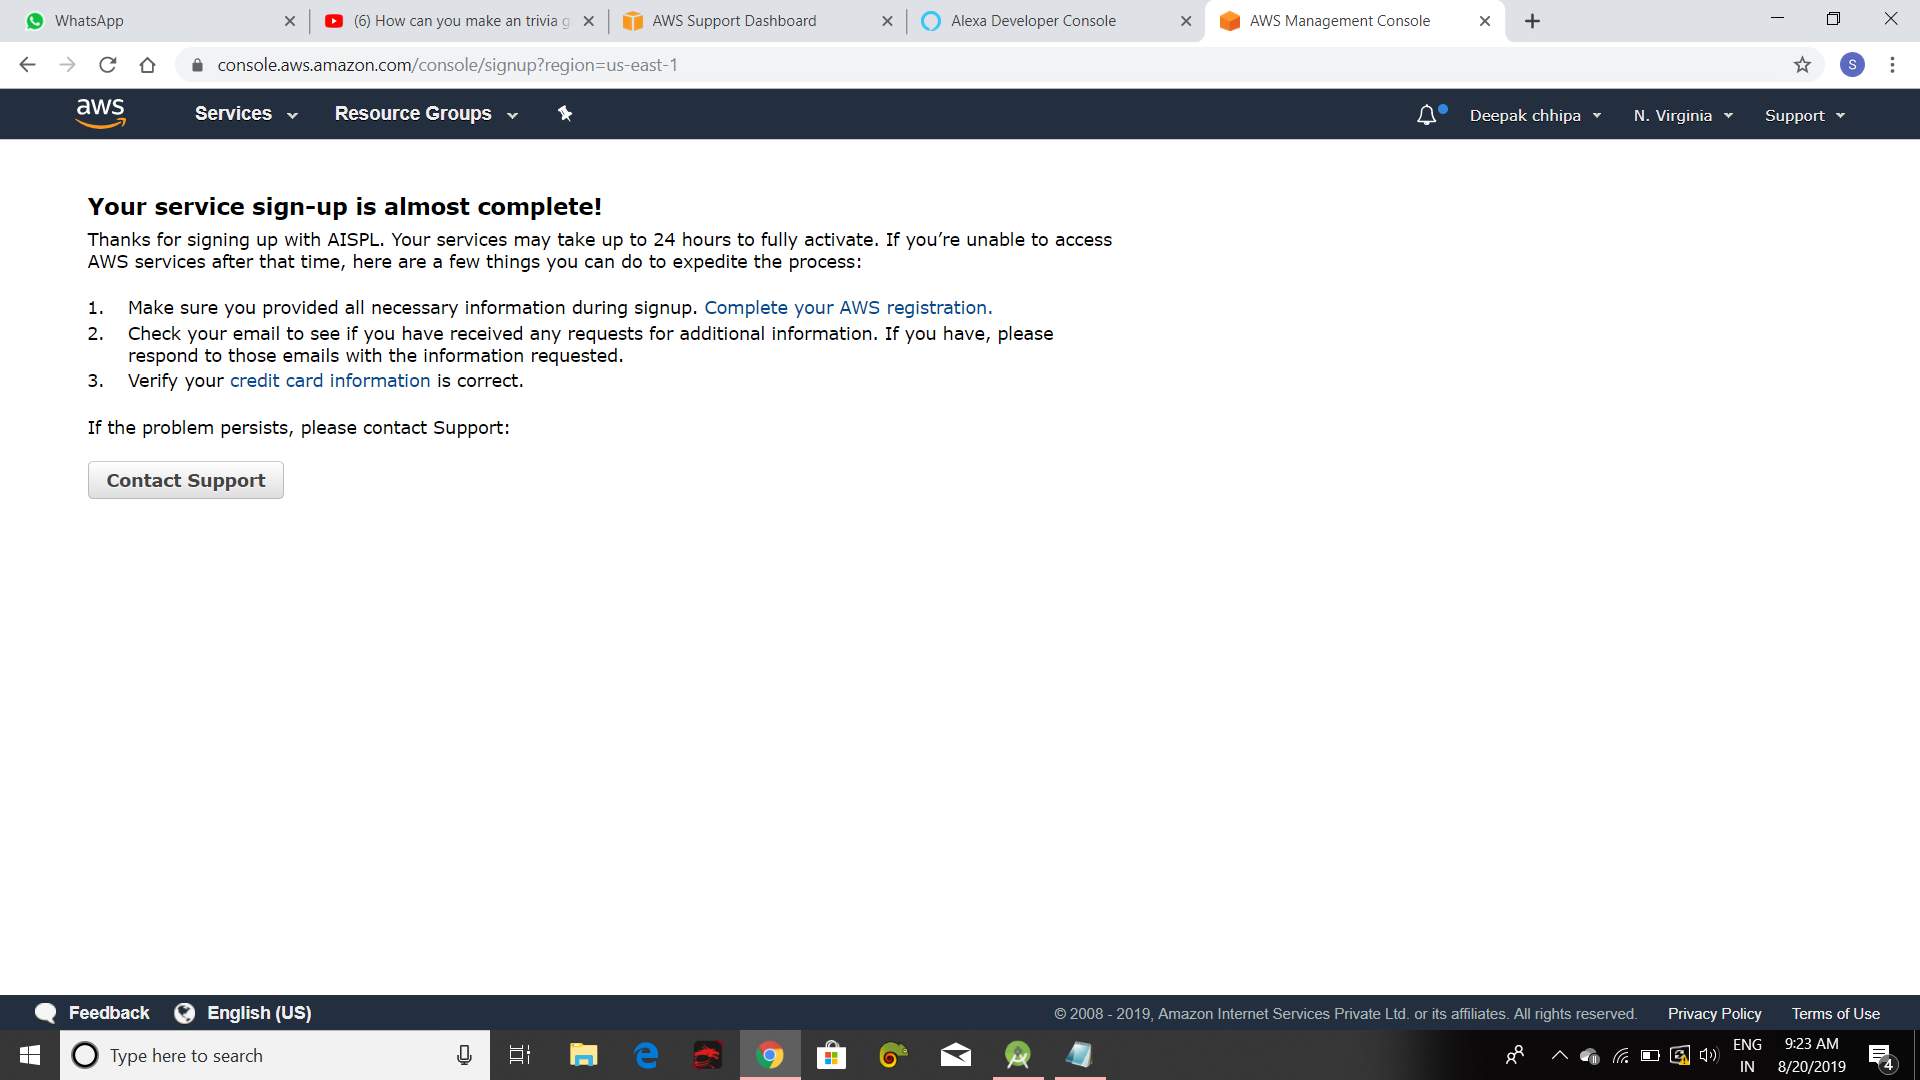 WhatsApp
(6) How can you make an trivia g
AWS Support Dashboard
Alexa Developer Console
AWS Management Console
console.aws.amazon.com/console/signup?region=us-east-1
S
aws
Services
Resource Groups
Deepak chhipa
N. Virginia
Support
Your service sign-up is almost complete!
Thanks for signing up with AISPL. Your services may take up to 24 hours to fully activate. If you’re unable to access
AWS services after that time, here are a few things you can do to expedite the process:
1. Make sure you provided all necessary information during signup. Complete your AWS registration.
2. Check your email to see if you have received any requests for additional information. If you have, please
respond to those emails with the information requested.
3. Verify your credit card information is correct.
If the problem persists, please contact Support:
Contact Support
Feedback
English (US)
© 2008 - 2019, Amazon Internet Services Private Ltd. or its affiliates. All rights reserved.
Privacy Policy
Terms of Use
Type here to search
ENG
IN
9:23 AM
8/20/2019
4